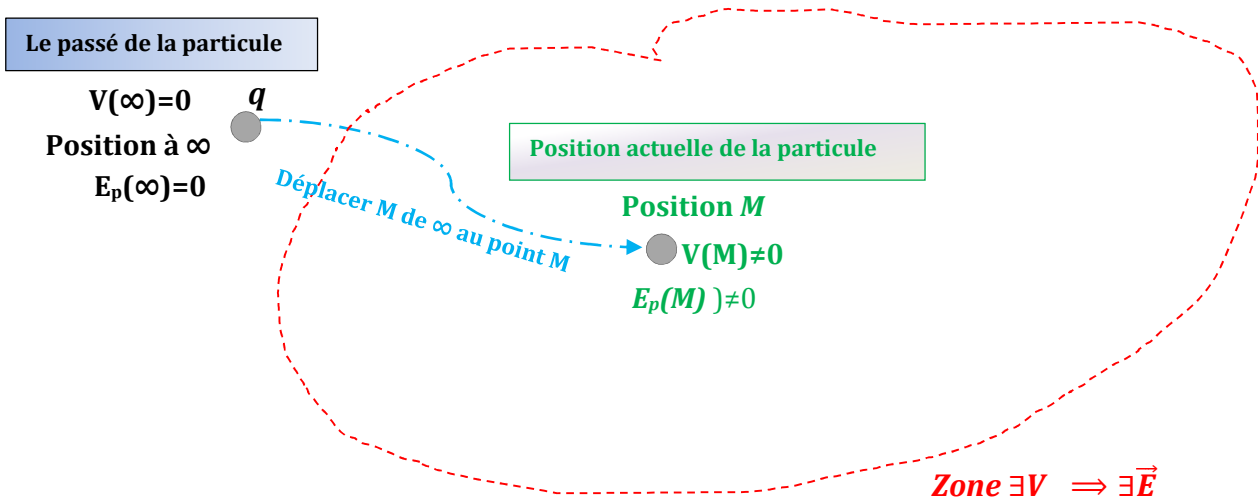 Le passé de la particule
V(∞)=0
q
Position à ∞
Eₚ(∞)=0
Déplacer M de ∞ au point M
Position actuelle de la particule
Position M
V(M)≠0
Eₚ(M) )≠0
Zone ∃V ⟹ ∃E⃗